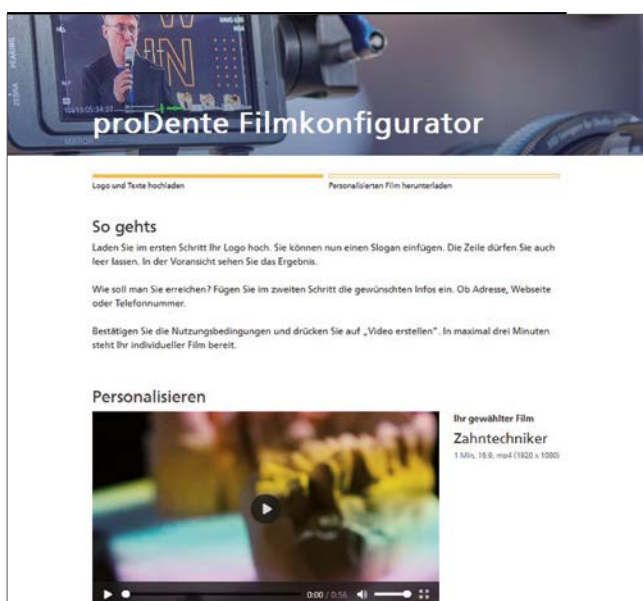 PEAKING
ZEBRA
WIN
proDente Filmkonfigurator
Logo und Texte hochladen
Personalisierten Film herunterladen
So gehts
Laden Sie im ersten Schritt Ihr Logo hoch. Sie können nun einen Slogan einfügen. Die Zeile dürfen Sie auch
leer lassen. In der Voransicht sehen Sie das Ergebnis.
Wie soll man Sie erreichen? Fügen Sie im zweiten Schritt die gewünschten Infos ein. Ob Adresse, Webseite
oder Telefonnummer.
Bestätigen Sie die Nutzungsbedingungen und drücken Sie auf „Video erstellen“. In maximal drei Minuten
steht Ihr individueller Film bereit.
Personalisieren
Ihr gewählter Film
Zahntechniker
1 Min, 16:9, mp4 (1920 x 1080)
0:00 / 0:56